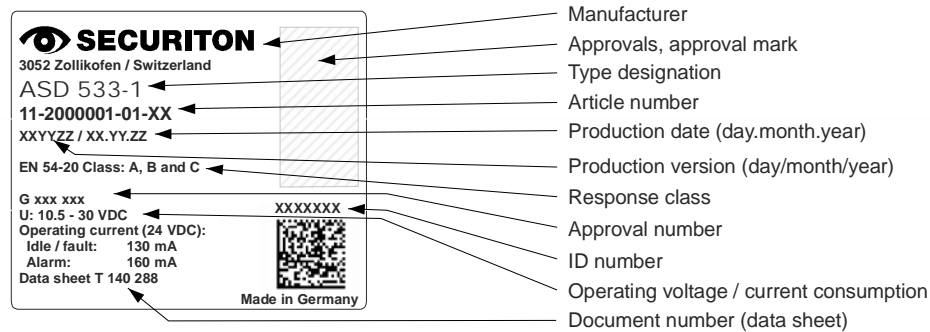 SECURITON
3052 Zollikofen / Switzerland
ASD 533-1
11-2000001-01-XX
XXYYZZ / XX.YY.ZZ
EN 54-20 Class: A, B and C
G xxx xxx
U: 10.5 - 30 VDC
Operating current (24 VDC):
Idle / fault: 130 mA
Alarm: 160 mA
Data sheet T 140 288
XXXXXXX
Made in Germany
Manufacturer
Approvals, approval mark
Type designation
Article number
Production date (day.month.year)
Production version (day/month/year)
Response class
Approval number
ID number
Operating voltage / current consumption
Document number (data sheet)